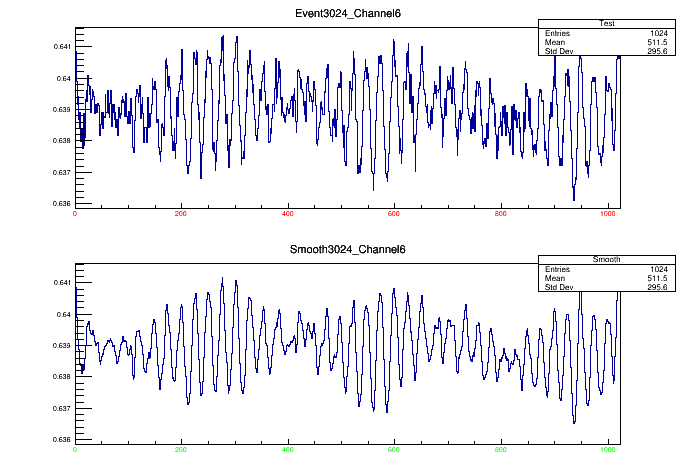 Event3024_Channel6
Test
Entries 1024
Mean 511.5
Std Dev 295.6
0.641
0.64
0.639
0.638
0.637
0.636
0 200 400 600 800 1000
Smooth3024_Channel6
Smooth
Entries 1024
Mean 511.5
Std Dev 295.6
0.641
0.64
0.639
0.638
0.637
0.636
0 200 400 600 800 1000